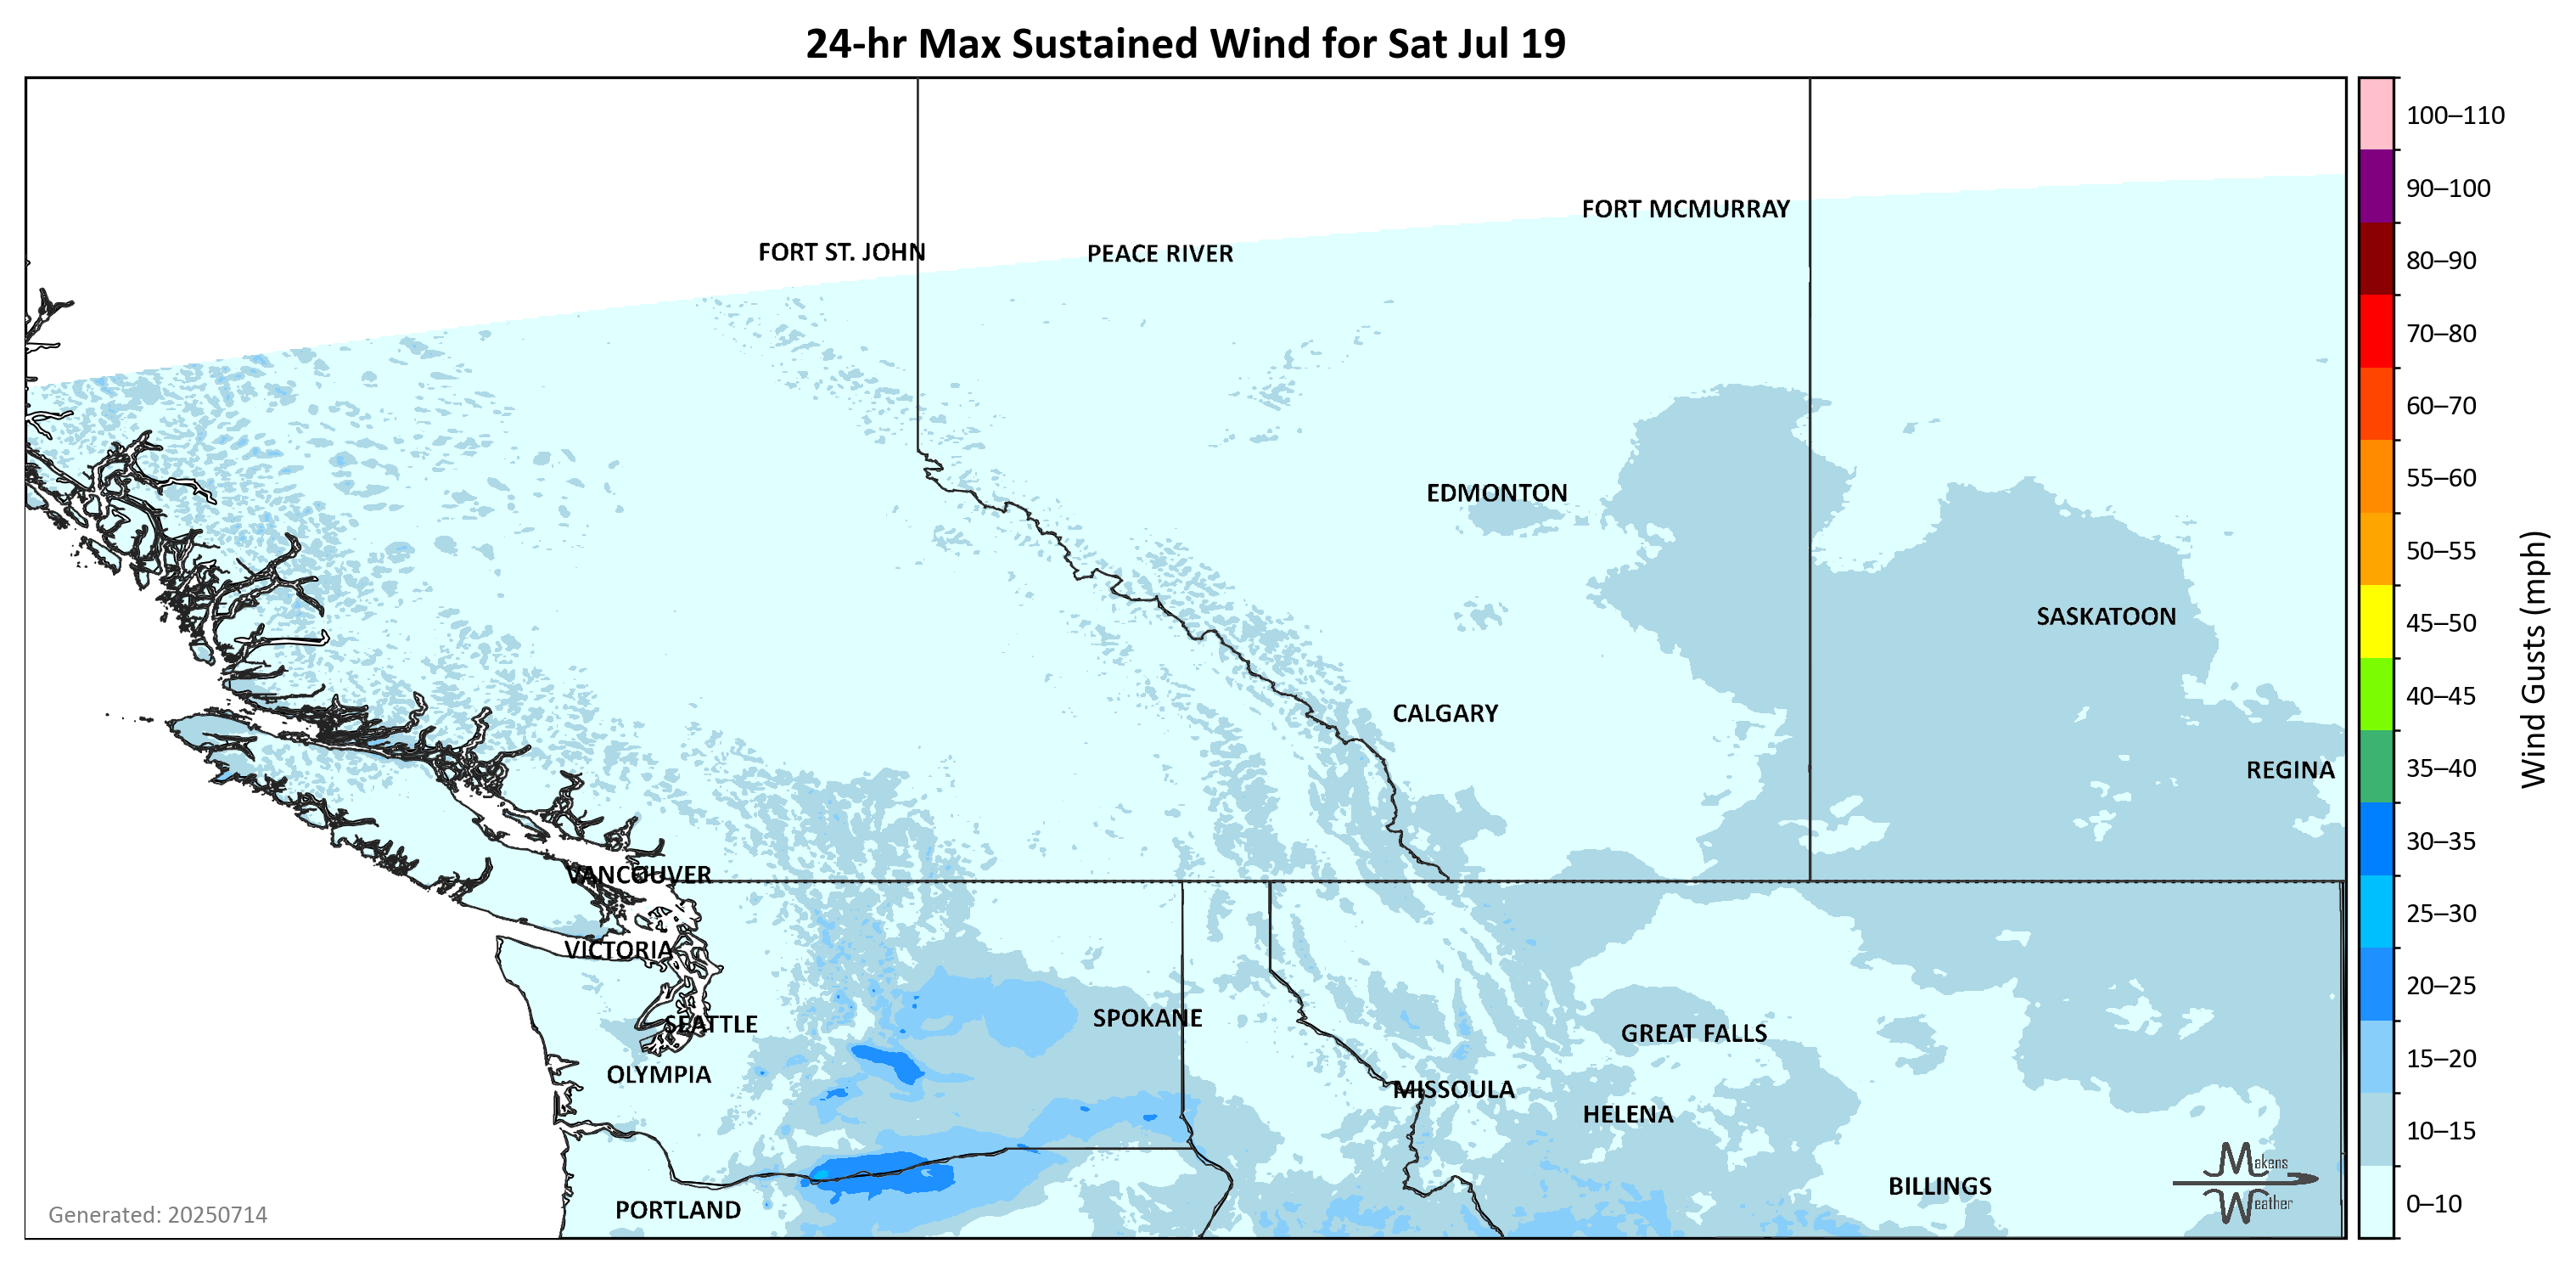 24-hr Max Sustained Wind for Sat Jul 19
FORT MCMURRAY
FORT ST. JOHN
PEACE RIVER
EDMONTON
SASKATOON
CALGARY
REGINA
VANCOUVER
VICTORIA
SPOKANE
SEATTLE
GREAT FALLS
OLYMPIA
MISSOULA
HELENA
BILLINGS
PORTLAND
Makens
Weather
Generated: 20250714
100–110
90–100
80–90
70–80
60–70
55–60
50–55
45–50
40–45
35–40
30–35
25–30
20–25
15–20
10–15
0–10
Wind Gusts (mph)